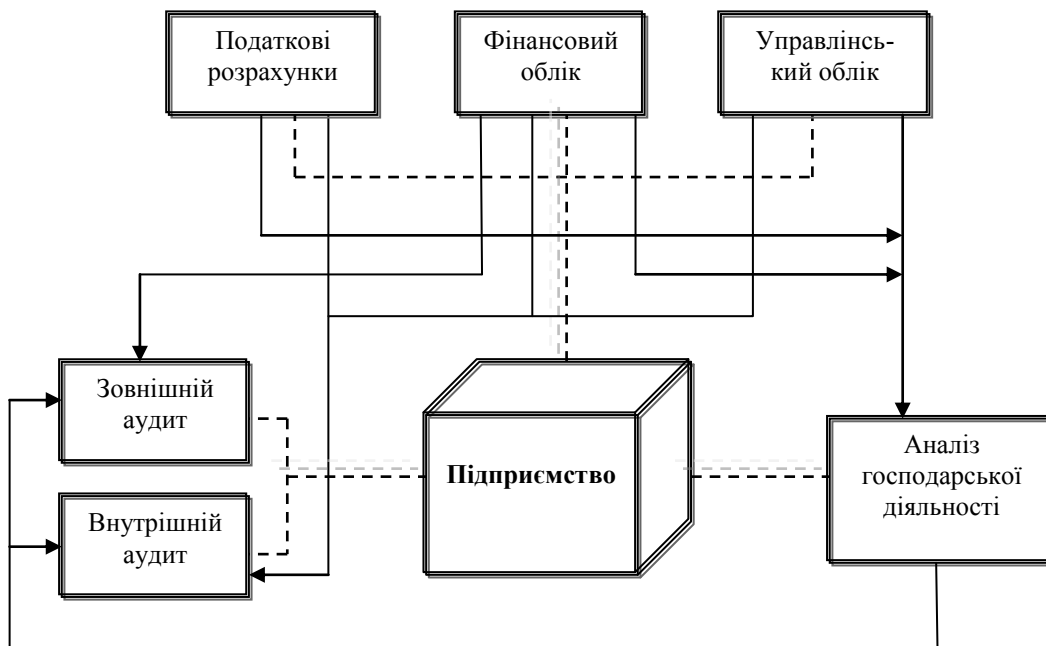 Податкові
розрахунки
Фінансовий
облік
Управлінсь-
кий облік
Зовнішній
аудит
Підприємство
Аналіз
господарської
діяльності
Внутрішній
аудит